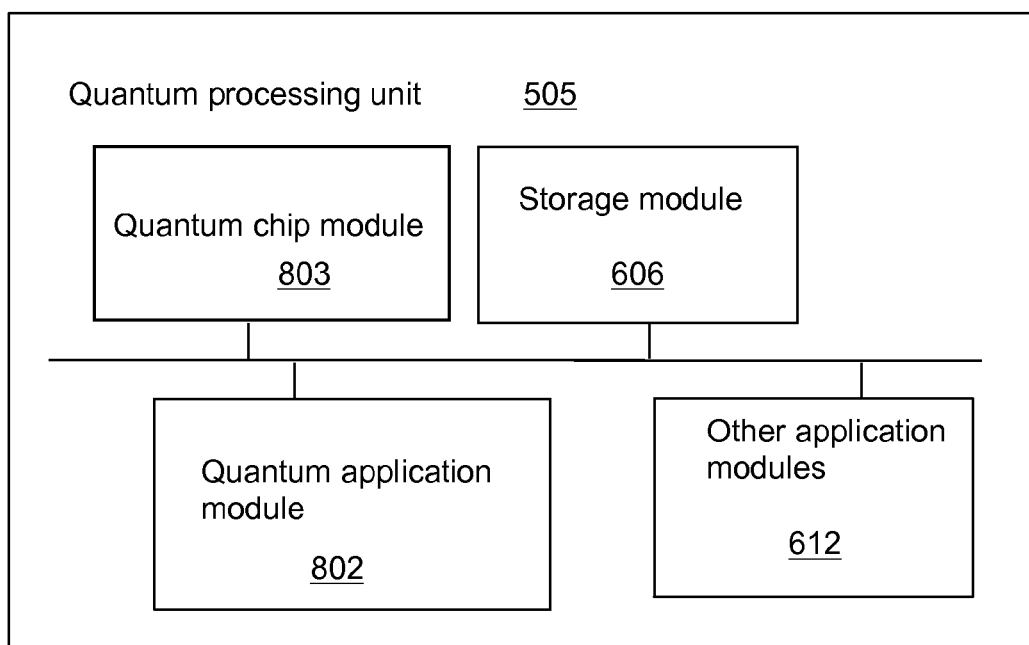 Quantum processing unit 505
Quantum chip module
803
Storage module
606
Quantum application
module
802
Other application
modules
612